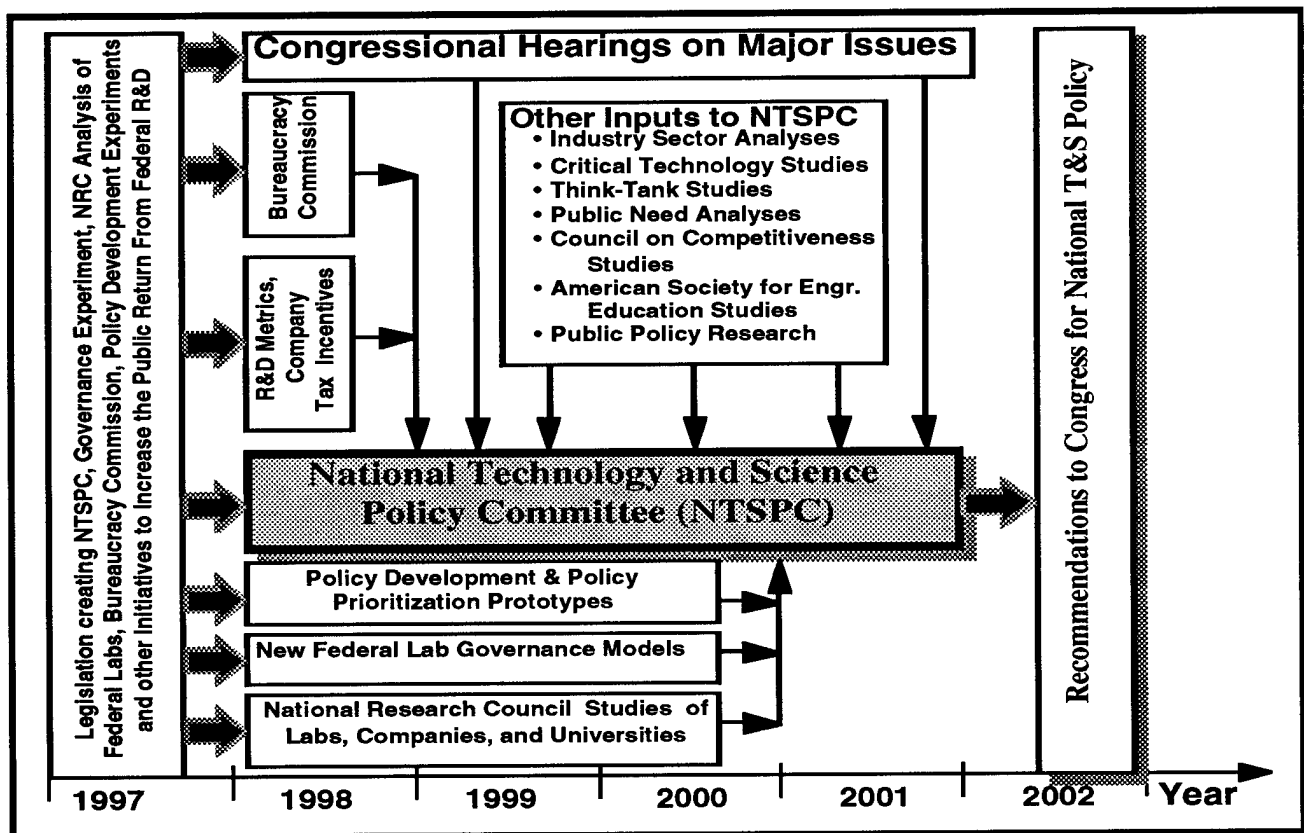 Legislation creating NTSPC, Governance Experiment, NRC Analysis of
Federal Labs, Bureaucracy Commission, Policy Development Experiments
and other Initiatives to Increase the Public Return From Federal R&D
Congressional Hearings on Major Issues
Bureaucracy
Commission
R&D Metrics,
Company
Tax Incentives
Other Inputs to NTSPC
• Industry Sector Analyses
• Critical Technology Studies
• Think-Tank Studies
• Public Need Analyses
• Council on Competitiveness
Studies
• American Society for Engr.
Education Studies
• Public Policy Research
National Technology and Science
Policy Committee (NTSPC)
Policy Development & Policy
Prioritization Prototypes
New Federal Lab Governance Models
National Research Council Studies of
Labs, Companies, and Universities
Recommendations to Congress for National T&S Policy
1997 1998 1999 2000 2001 2002 Year